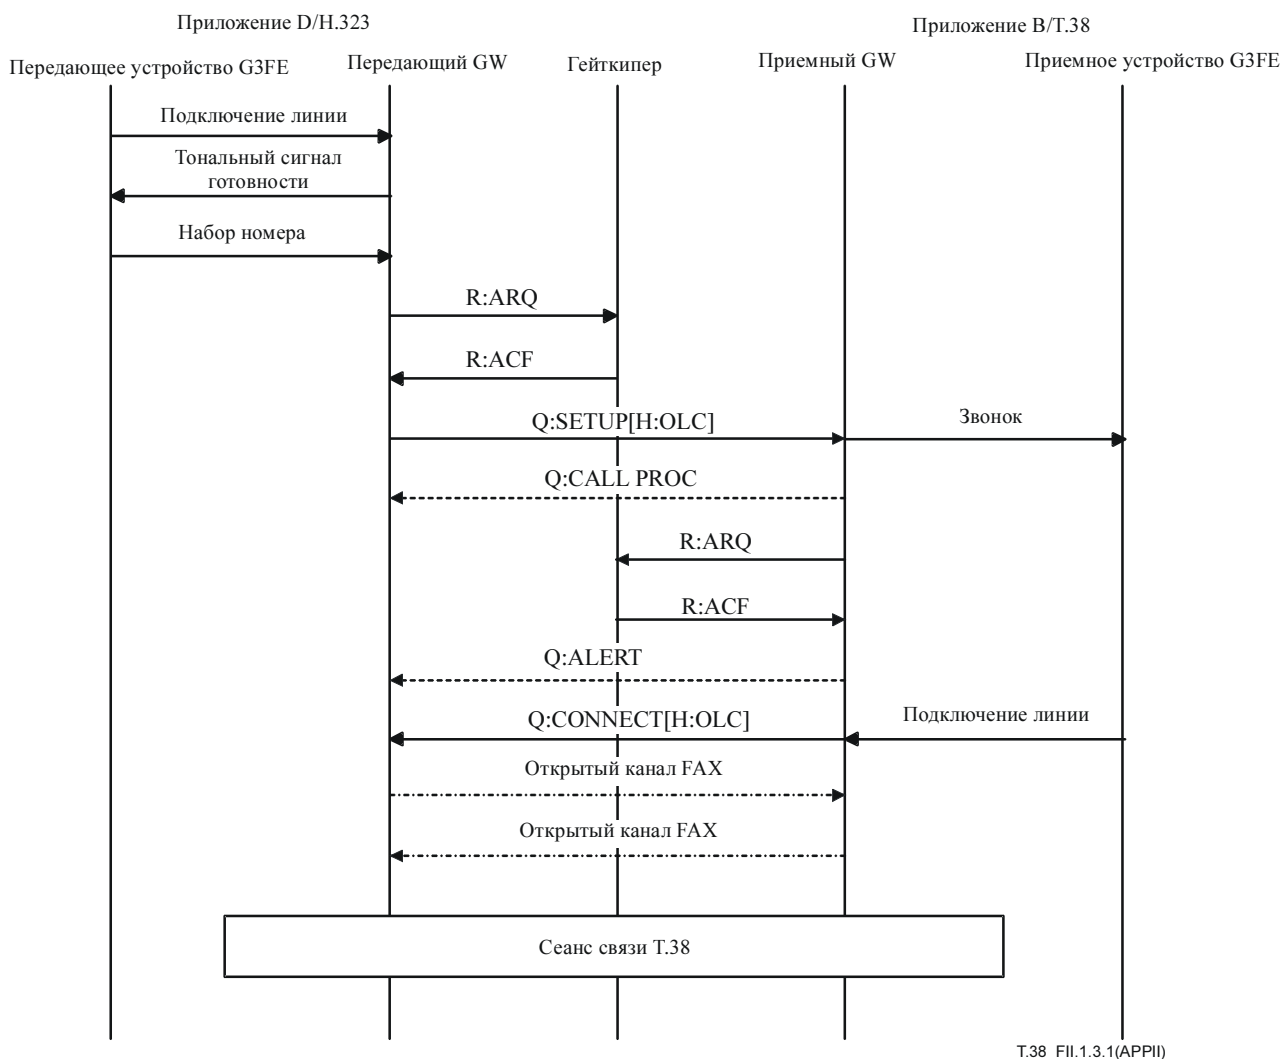 Приложение D/H.323
Приложение B/T.38
Передающее устройство G3FE
Передающий GW
Гейткипер
Приемный GW
Приемное устройство G3FE
Подключение линии
Тональный сигнал
готовности
Набор номера
R:ARQ
R:ACF
Q:SETUP[H:OLC]
Звонок
Q:CALL PROC
R:ARQ
R:ACF
Q:ALERT
Q:CONNECT[H:OLC]
Подключение линии
Открытый канал FAX
Открытый канал FAX
Сеанс связи T.38
T.38_FII.1.3.1(APPII)